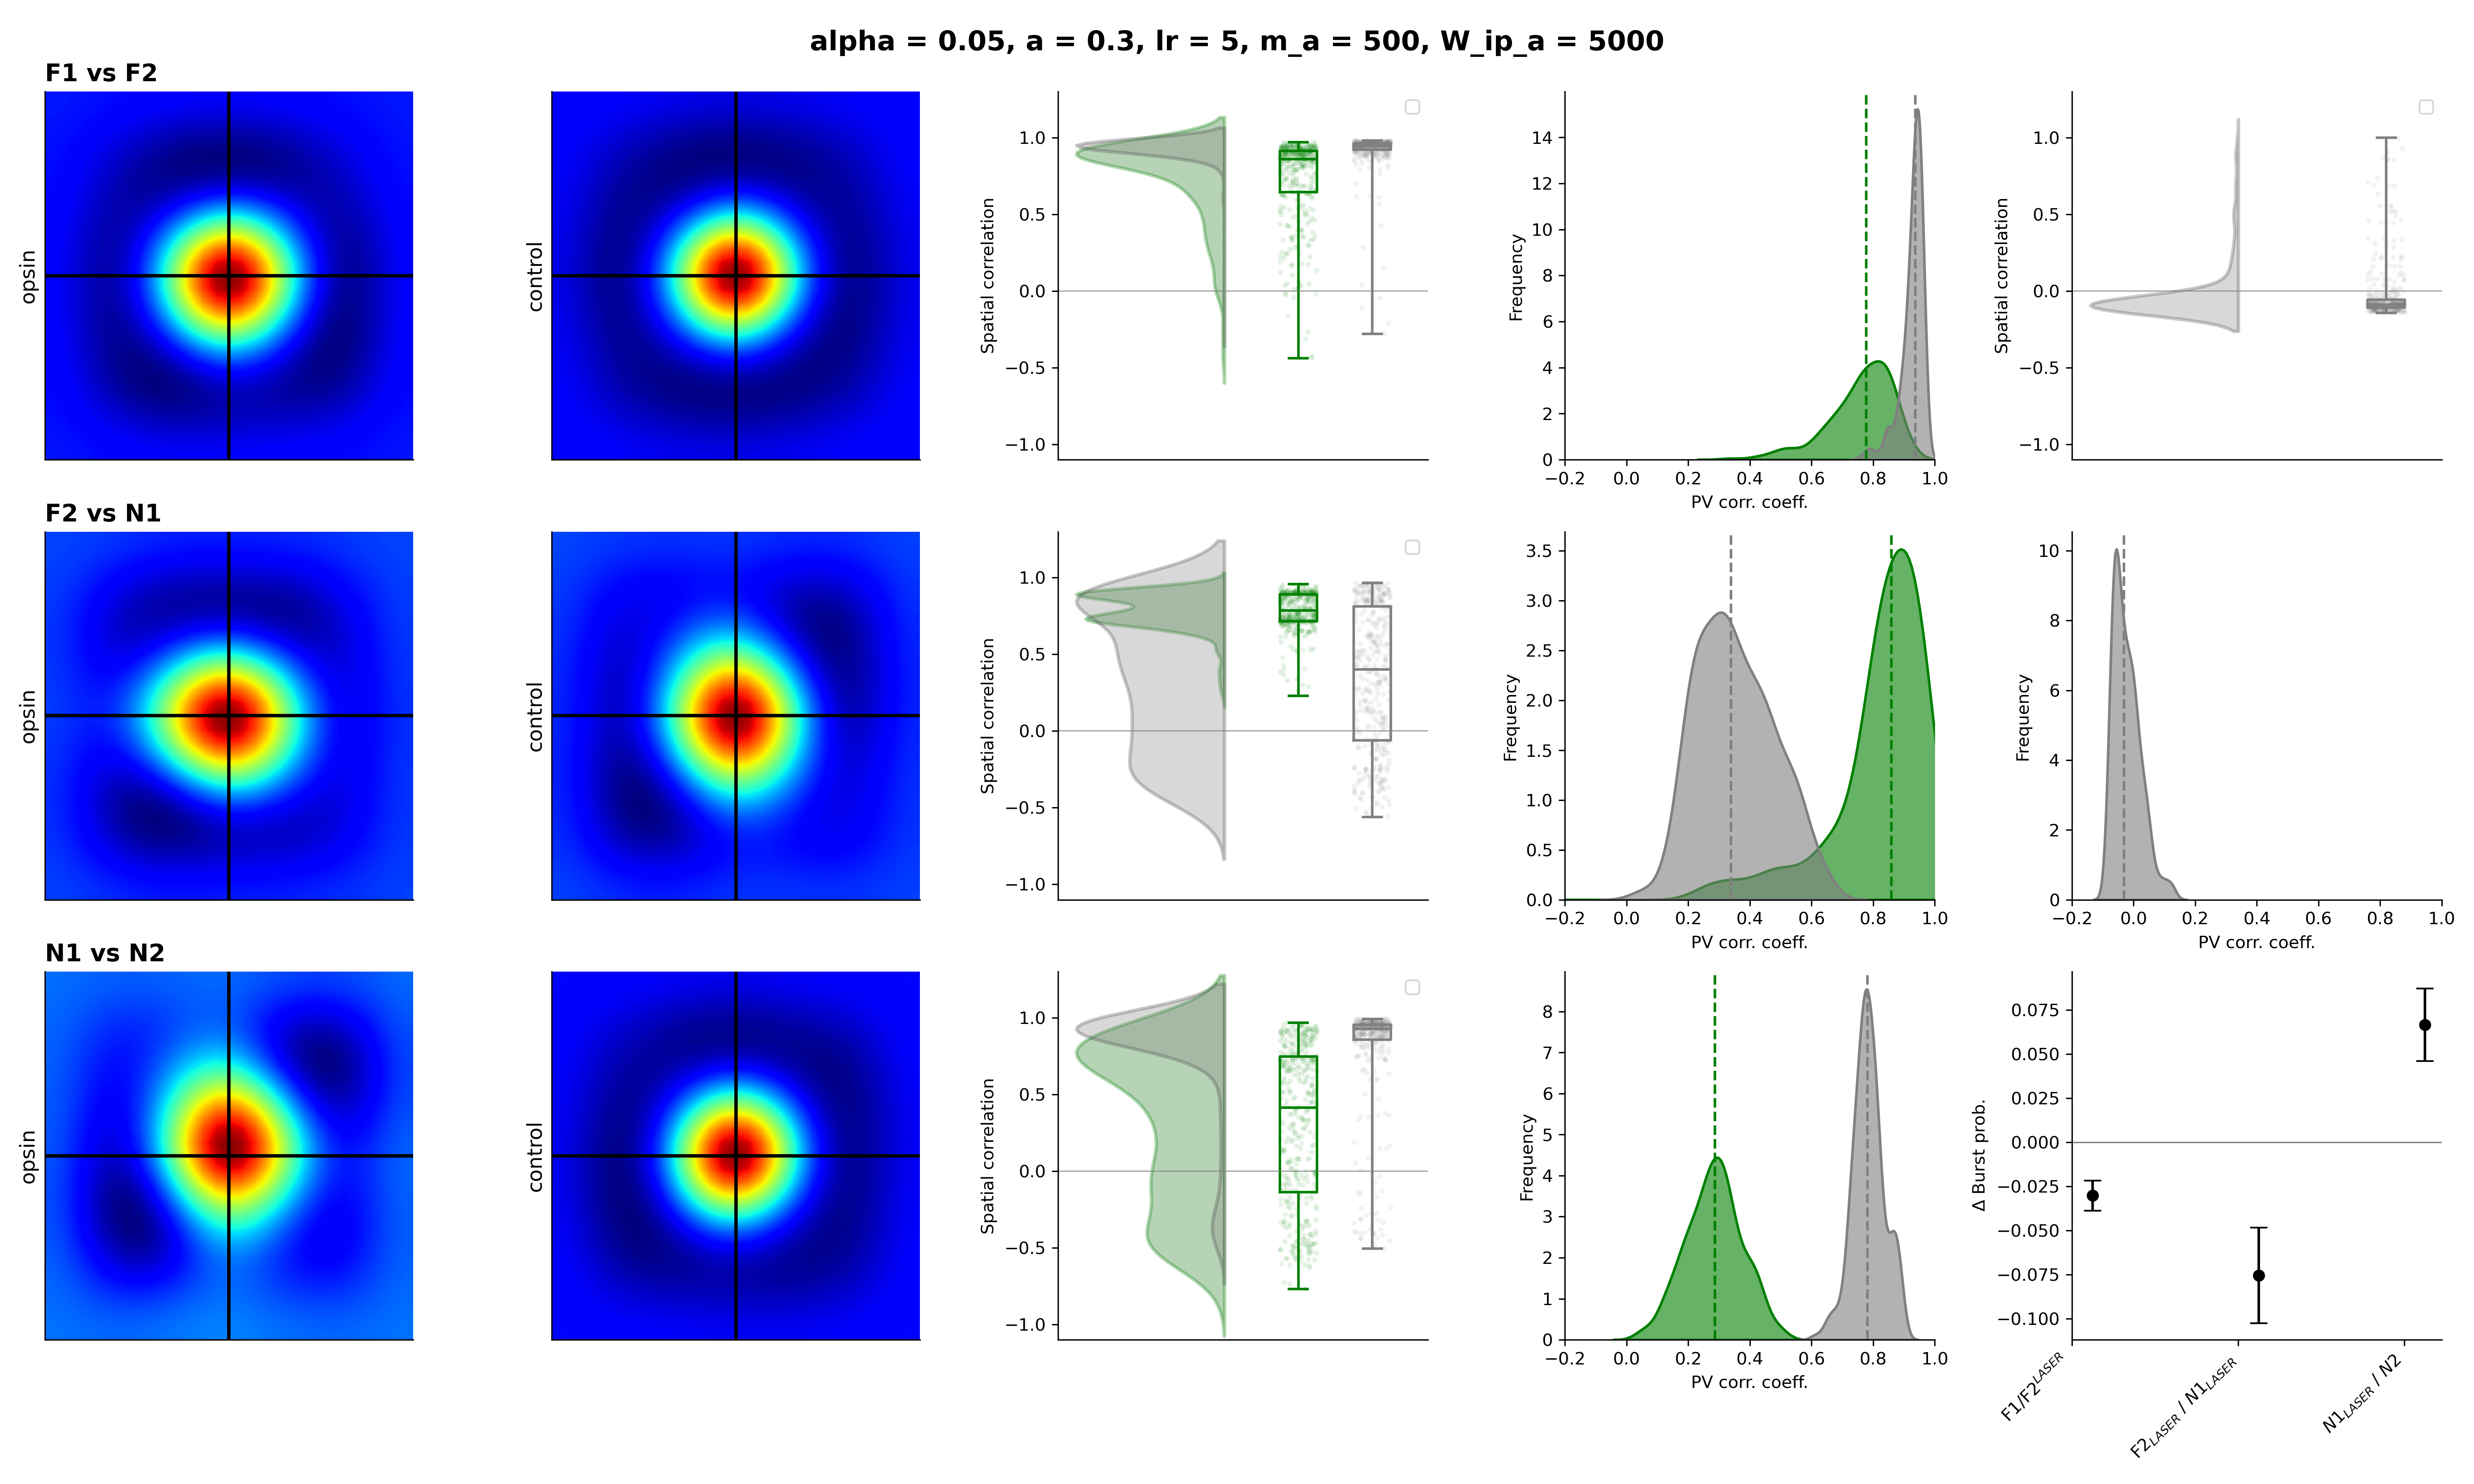 alpha = 0.05, a = 0.3, lr = 5, m_a = 500, W_ip_a = 5000
F1 vs F2
opsin
control
Spatial correlation
1.0
0.5
0.0
−0.5
−1.0
Frequency
14
12
10
8
6
4
2
0
−0.2 0.0 0.2 0.4 0.6 0.8 1.0
PV corr. coeff.
Spatial correlation
1.0
0.5
0.0
−0.5
−1.0
F2 vs N1
opsin
control
Spatial correlation
1.0
0.5
0.0
−0.5
−1.0
Frequency
3.5
3.0
2.5
2.0
1.5
1.0
0.5
0.0
−0.2 0.0 0.2 0.4 0.6 0.8 1.0
PV corr. coeff.
Frequency
10
8
6
4
2
0
−0.2 0.0 0.2 0.4 0.6 0.8 1.0
PV corr. coeff.
N1 vs N2
opsin
control
Spatial correlation
1.0
0.5
0.0
−0.5
−1.0
Frequency
8
7
6
5
4
3
2
1
0
−0.2 0.0 0.2 0.4 0.6 0.8 1.0
PV corr. coeff.
Δ Burst prob.
0.075
0.050
0.025
0.000
−0.025
−0.050
−0.075
−0.100
F1/F2^LASER
F2_LASER / N1_LASER
N1_LASER / N2